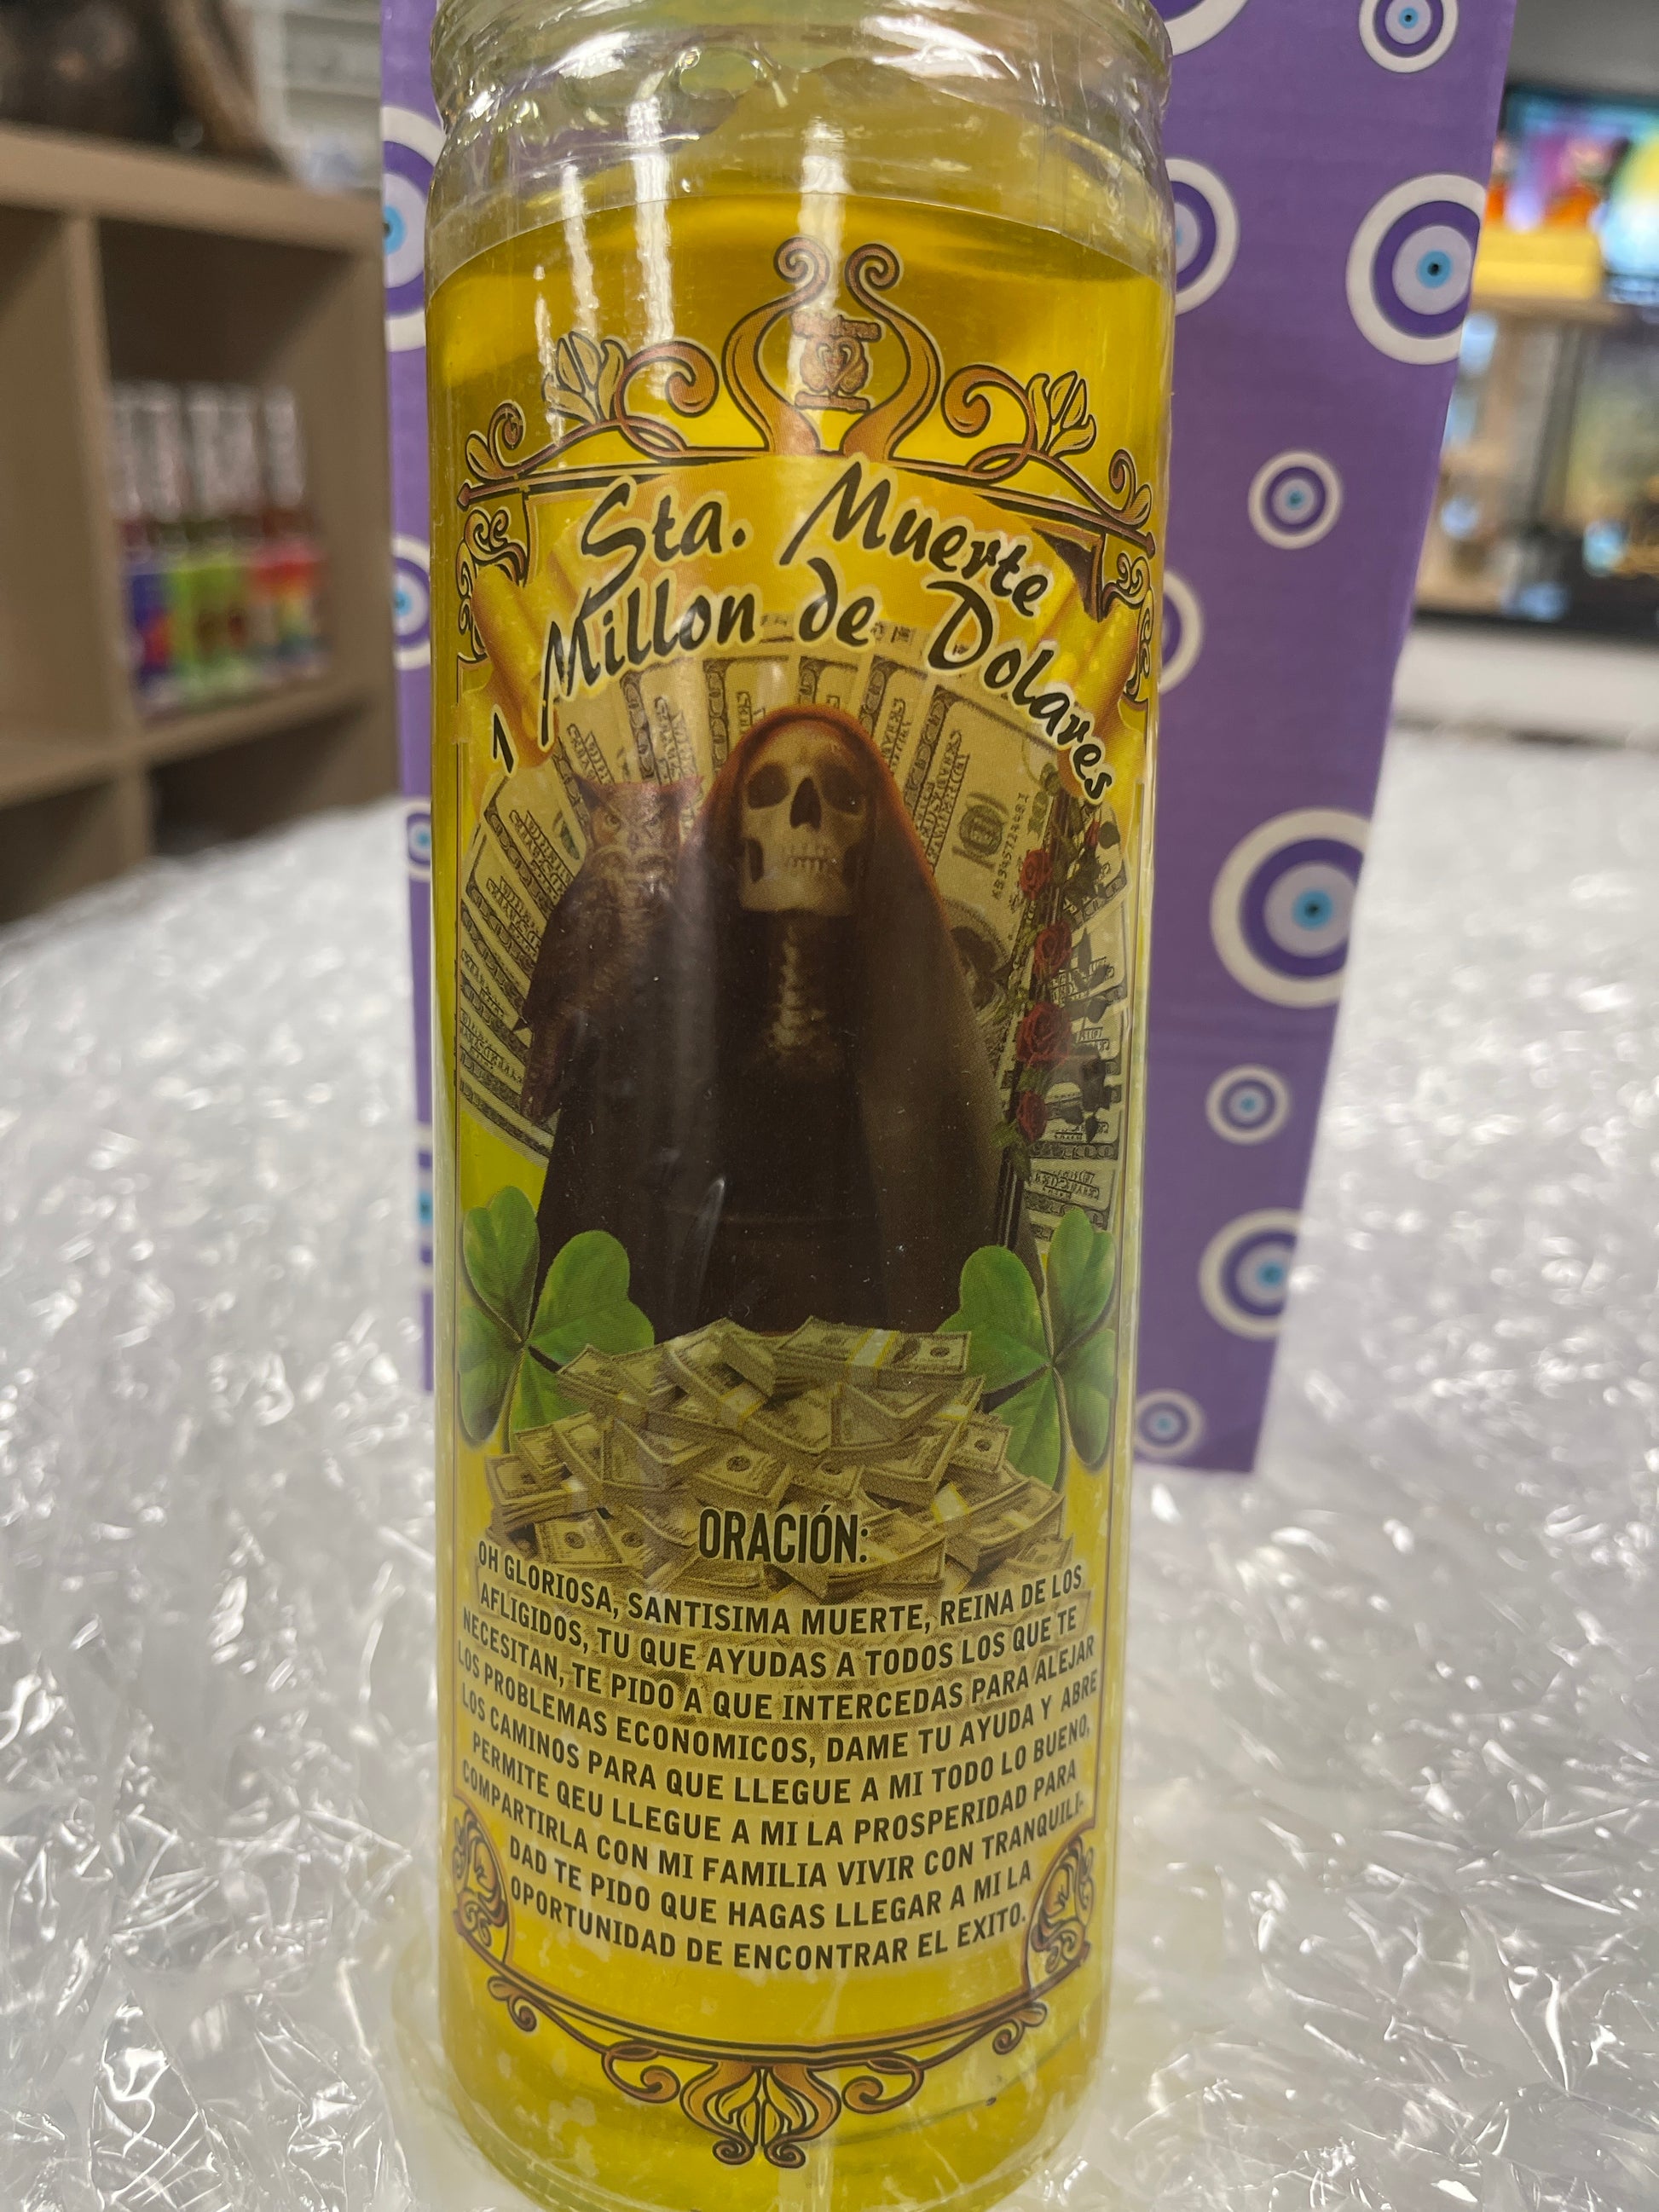 Sta. Muerte
1 Millon de Dolares
100
KB34571208I
ORACIÓN:
OH GLORIOSA, SANTISIMA MUERTE, REINA DE LOS
AFLIGIDOS, TU QUE AYUDAS A TODOS LOS QUE TE
NECESITAN, TE PIDO A QUE INTERCEDAS PARA ALEJAR
LOS PROBLEMAS ECONOMICOS, DAME TU AYUDA Y ABRE
LOS CAMINOS PARA QUE LLEGUE A MI TODO LO BUENO,
PERMITE QEU LLEGUE A MI LA PROSPERIDAD PARA
COMPARTIRLA CON MI FAMILIA VIVIR CON TRANQUILI-
DAD TE PIDO QUE HAGAS LLEGAR A MI LA
OPORTUNIDAD DE ENCONTRAR EL EXITO.